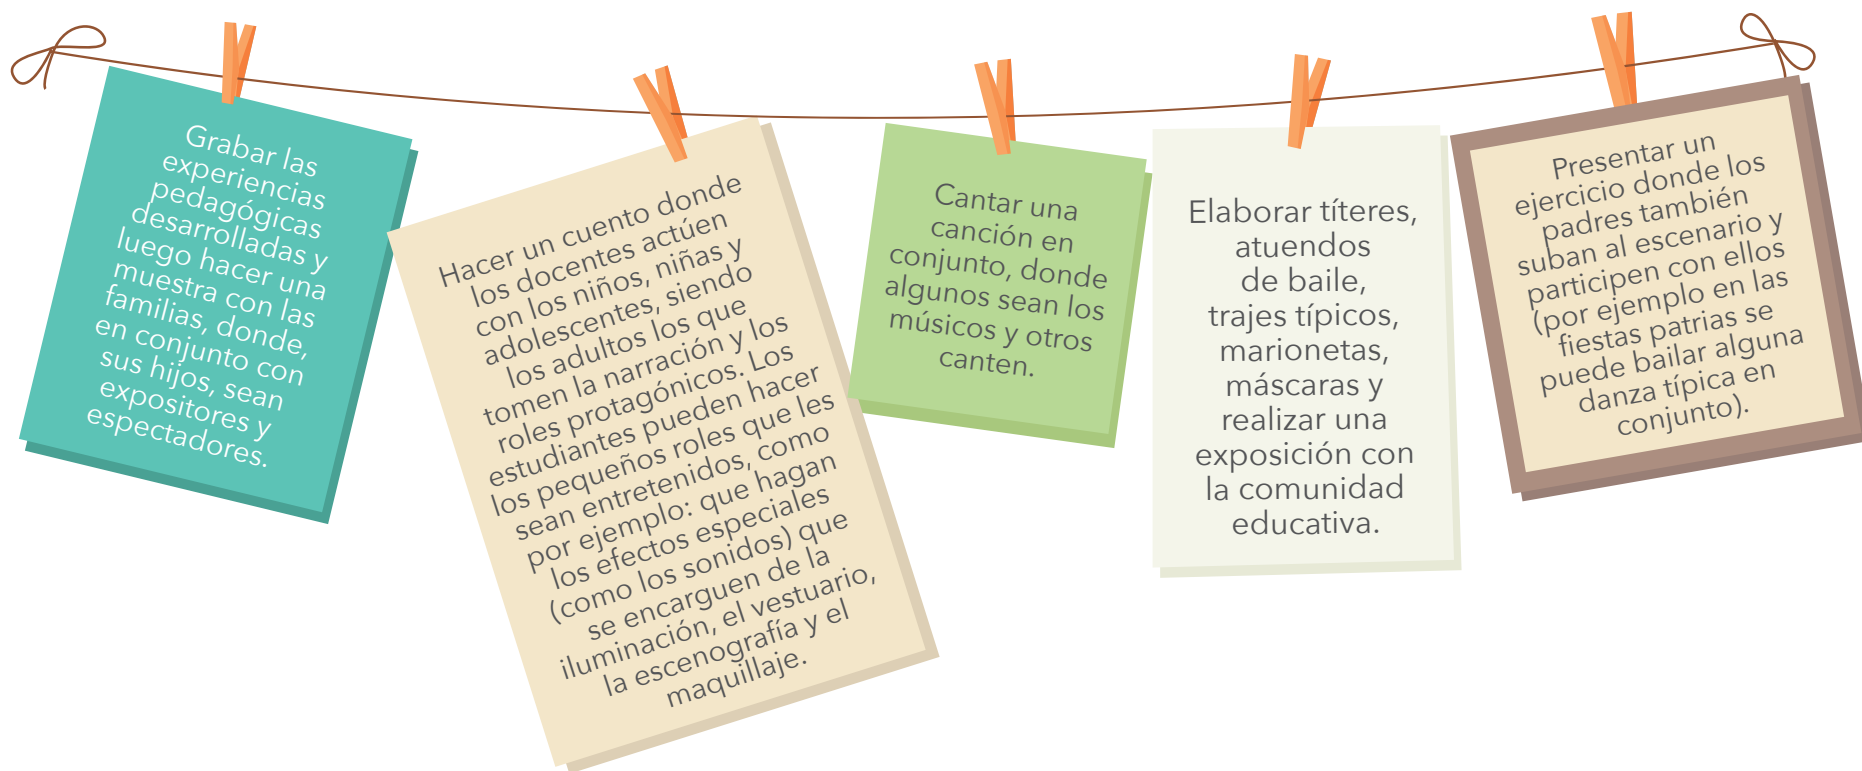 Grabar las
experiencias
pedagógicas
desarrolladas y
luego hacer una
muestra con las
familias, donde,
en conjunto con
sus hijos, sean
expositores y
espectadores.
Hacer un cuento donde
los docentes actúen
con los niños, niñas y
adolescentes, siendo
los adultos los que
tomen la narración y los
roles protagónicos. Los
estudiantes pueden hacer
los pequeños roles que les
sean entretenidos, como
por ejemplo: que hagan
los efectos especiales
(como los sonidos) que
se encarguen de la
iluminación, el vestuario,
la escenografía y el
maquillaje.
Cantar una
canción en
conjunto, donde
algunos sean los
músicos y otros
canten.
Elaborar títeres,
atuendos
de baile,
trajes típicos,
marionetas,
máscaras y
realizar una
exposición con
la comunidad
educativa.
Presentar un
ejercicio donde los
padres también
suban al escenario y
participen con ellos
(por ejemplo en las
fiestas patrias se
puede bailar alguna
danza típica en
conjunto).